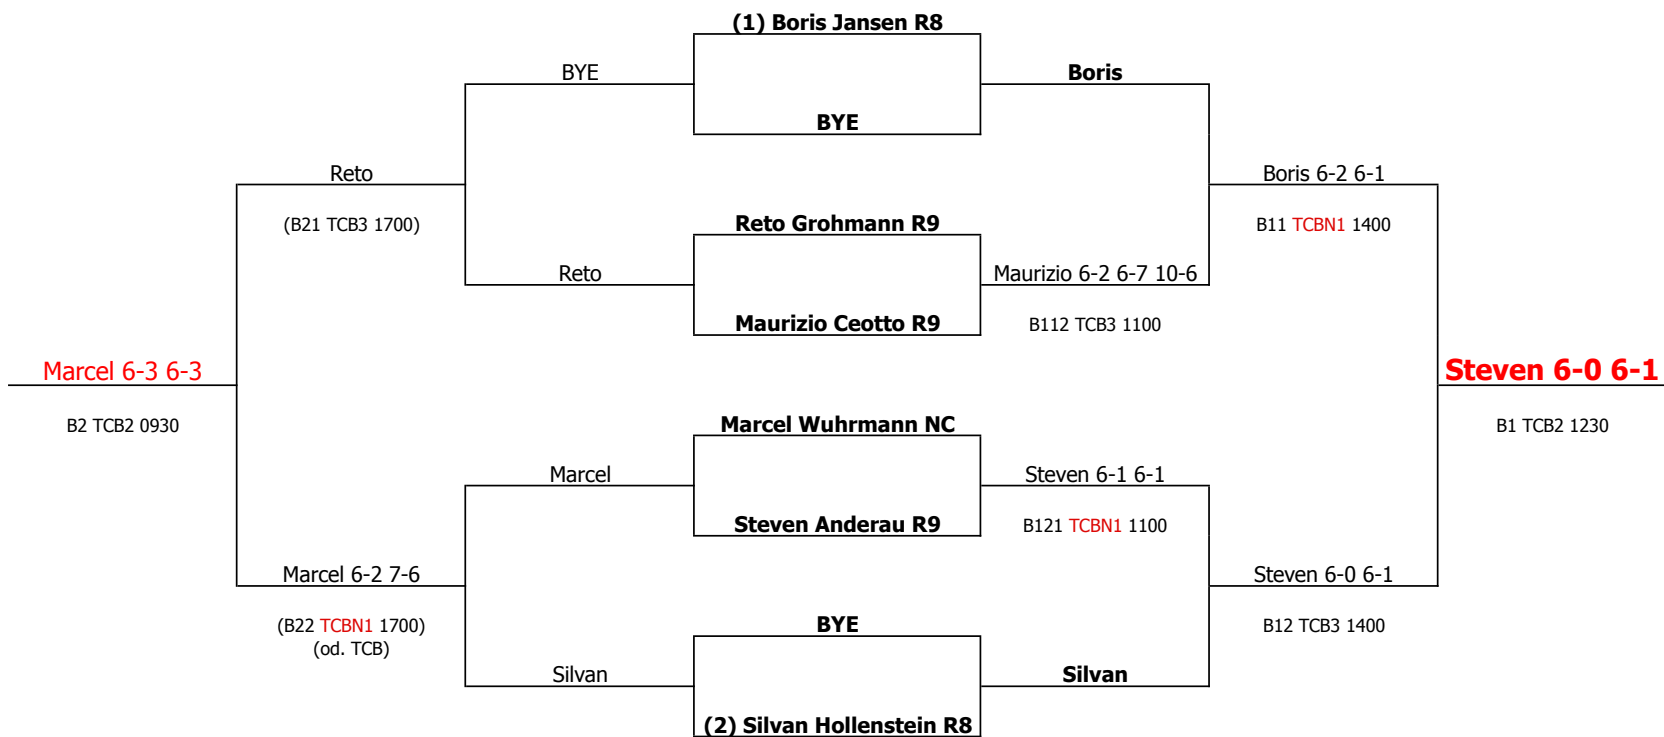 (1) Boris Jansen R8
BYE
Boris
BYE
Reto
Boris 6-2 6-1
(B21 TCB3 1700)
Reto Grohmann R9
B11 TCBN1 1400
Reto
Maurizio 6-2 6-7 10-6
Maurizio Ceotto R9
B112 TCB3 1100
Marcel 6-3 6-3
Steven 6-0 6-1
B2 TCB2 0930
Marcel Wuhrmann NC
B1 TCB2 1230
Marcel
Steven 6-1 6-1
Steven Anderau R9
B121 TCBN1 1100
Marcel 6-2 7-6
Steven 6-0 6-1
(B22 TCBN1 1700)
BYE
B12 TCB3 1400
(od. TCB)
Silvan
Silvan
(2) Silvan Hollenstein R8